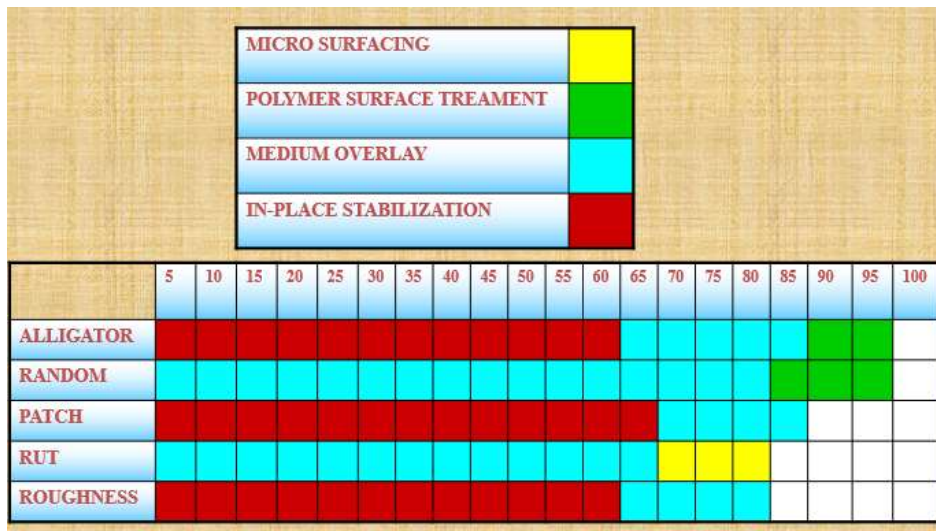 MICRO SURFACING
POLYMER SURFACE TREAMENT
MEDIUM OVERLAY
IN-PLACE STABILIZATION
5 10 15 20 25 30 35 40 45 50 55 60 65 70 75 80 85 90 95 100
ALLIGATOR
RANDOM
PATCH
RUT
ROUGHNESS